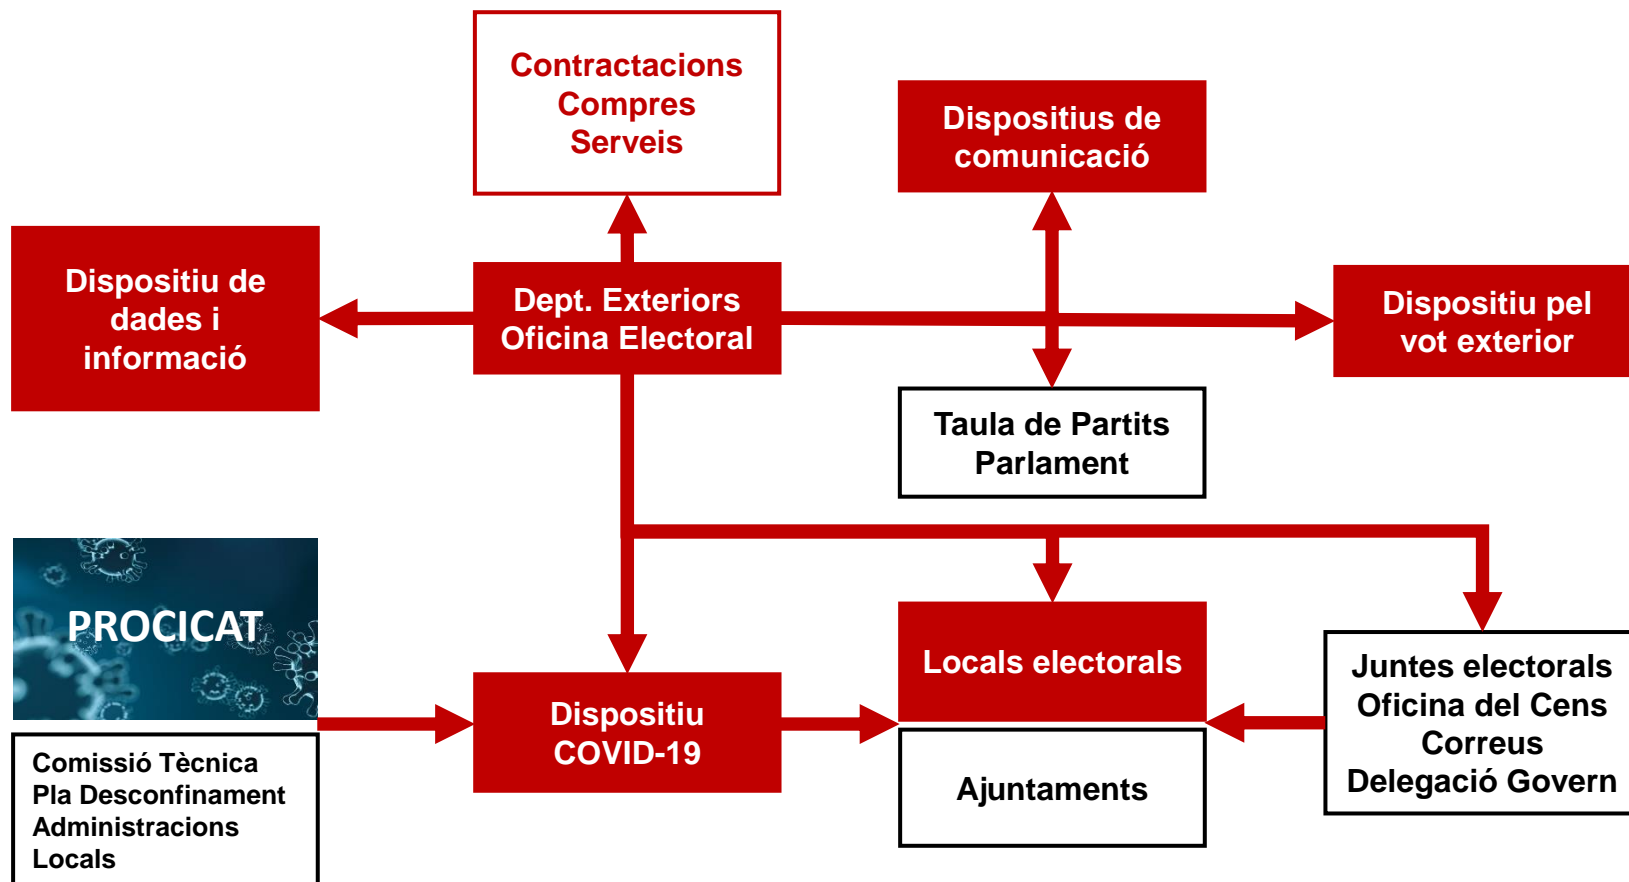 Contractacions
Compres
Serveis
Dispositius de
comunicació
Dispositiu de
dades i
informació
Dept. Exteriors
Oficina Electoral
Dispositiu pel
vot exterior
Taula de Partits
Parlament
PROCICAT
Comissió Tècnica
Pla Desconfinament
Administracions
Locals
Dispositiu
COVID-19
Locals electorals
Ajuntaments
Juntes electorals
Oficina del Cens
Correus
Delegació Govern